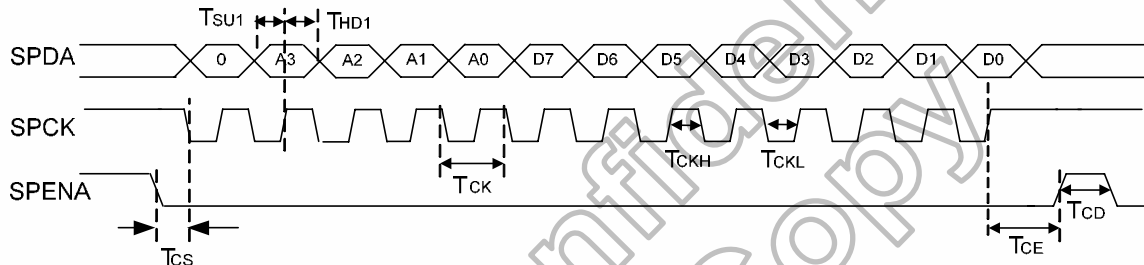 TSU1 THD1
SPDA 0 A3 A2 A1 A0 D7 D6 D5 D4 D3 D2 D1 D0
SPCK
TCK TCKH TCKL
SPENA
TCS TCE TCD
Copy